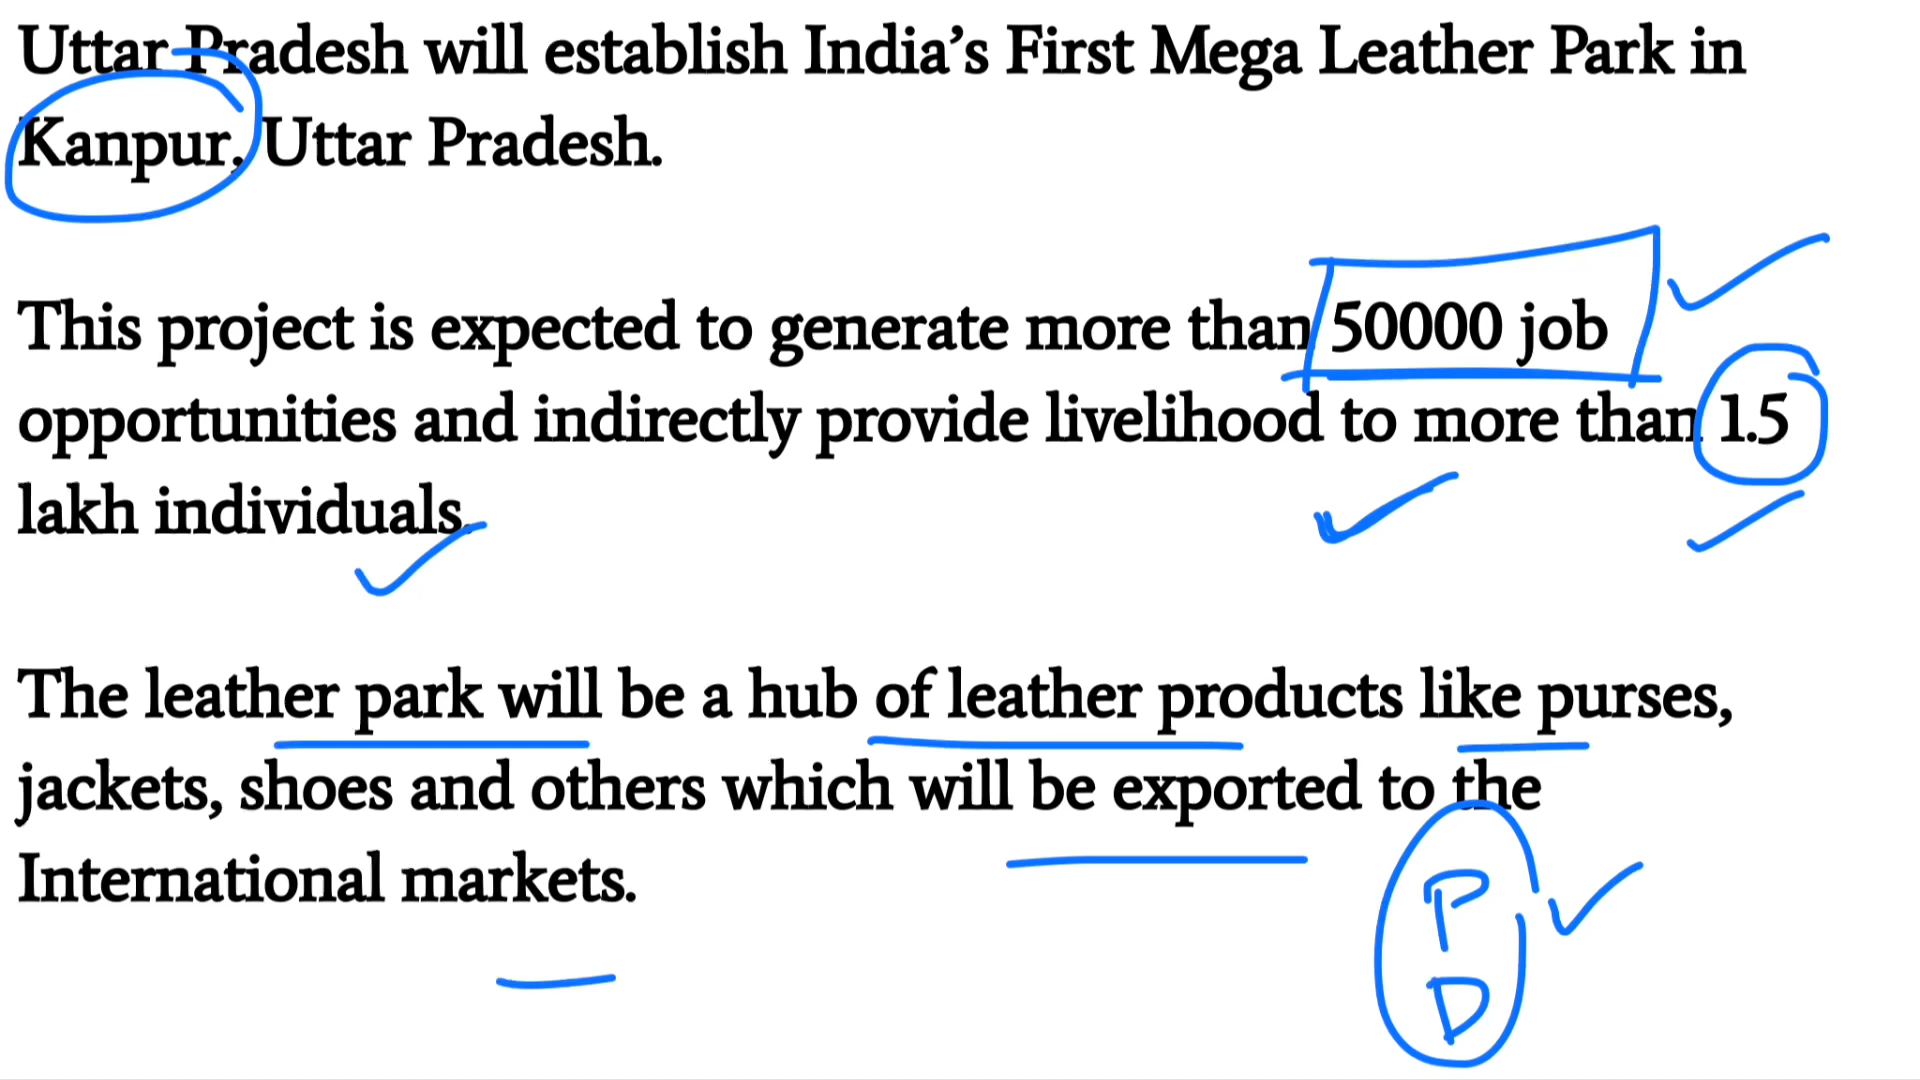 Uttar Pradesh will establish India’s First Mega Leather Park in
Kanpur, Uttar Pradesh.
This project is expected to generate more than 50000 job
opportunities and indirectly provide livelihood to more than 1.5
lakh individuals.
The leather park will be a hub of leather products like purses,
jackets, shoes and others which will be exported to the
International markets.
P
D